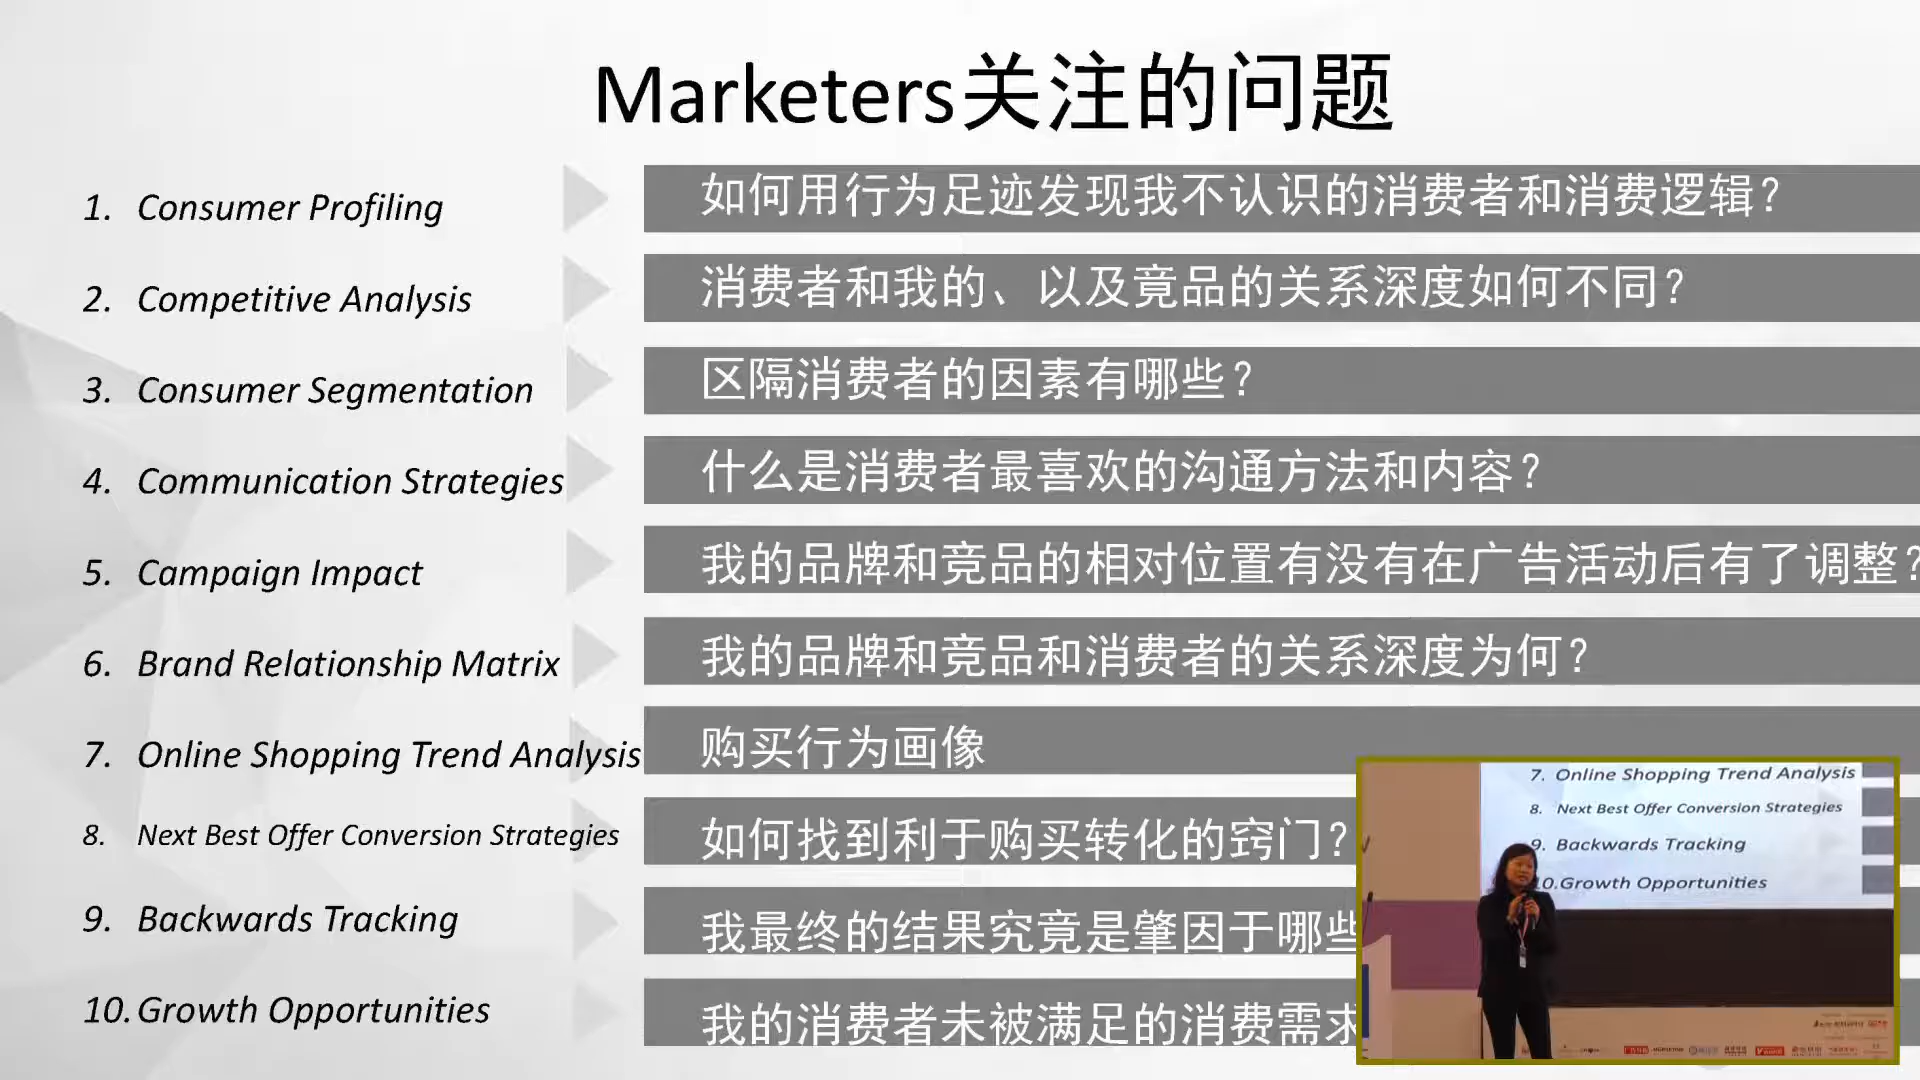 Marketers关注的问题
1. Consumer Profiling
如何用行为足迹发现我不认识的消费者和消费逻辑?
2. Competitive Analysis
消费者和我的、以及竟品的关系深度如何不同?
3. Consumer Segmentation
区隔消费者的因素有哪些?
4. Communication Strategies
什么是消费者最喜欢的沟通方法和内容?
5. Campaign Impact
我的品牌和竞品的相对位置有没有在广告活动后有了调整?
6. Brand Relationship Matrix
我的品牌和竞品和消费者的关系深度为何?
7. Online Shopping Trend Analysis
购买行为画像
8. Next Best Offer Conversion Strategies
如何找到利于购买转化的窍门?
9. Backwards Tracking
我最终的结果究竟是肇因于哪些
10. Growth Opportunities
我的消费者未被满足的消费需求
7. Online Shopping Trend Analysis
8. Next Best Offer Conversion Strategies
9. Backwards Tracking
0. Growth Opportunities